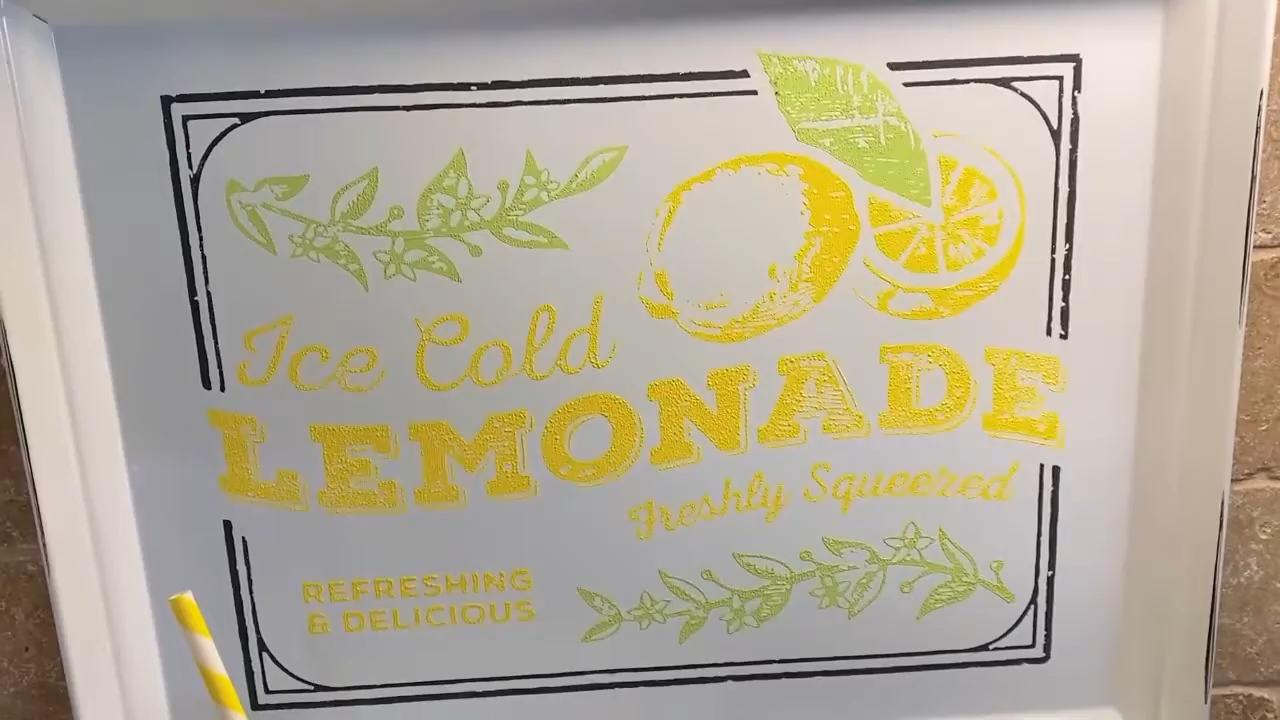 Ice Cold
LEMONADE
Freshly Squeezed
REFRESHING
& DELICIOUS